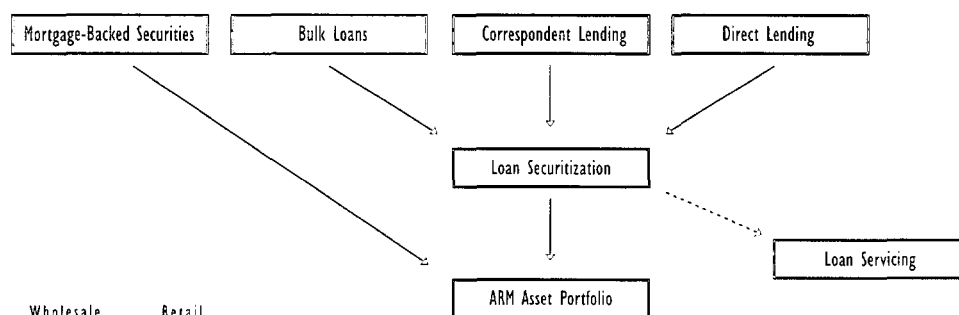 Mortgage-Backed Securities
Bulk Loans
Correspondent Lending
Direct Lending
Loan Securitization
Loan Servicing
ARM Asset Portfolio
Wholesale Retail